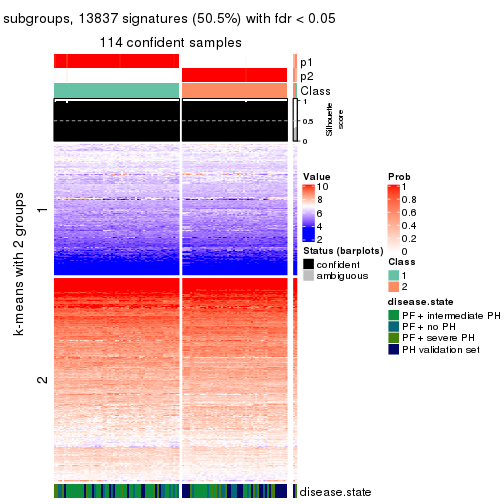 subgroups, 13837 signatures (50.5%) with fdr < 0.05
114 confident samples
p1
p2
Class
1
0.5
0
Silhouette
score
k-means with 2 groups
1
2
Value
10
8
6
4
2
Status (barplots)
confident
ambiguous
Prob
1
0.8
0.6
0.4
0.2
0
Class
1
2
disease.state
PF + intermediate PH
PF + no PH
PF + severe PH
PH validation set
disease.state